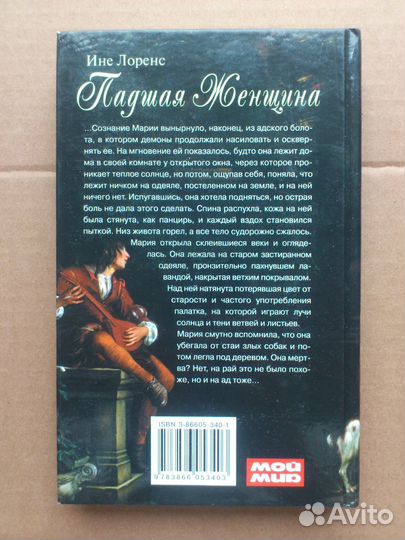 Ине Лоренс
Падшая Женщина
...Сознание Марии вынырнуло, наконец, из адского боло-
та, в котором демоны продолжали насиловать и оскверн-
ять ее. На мгновение ей показалось, будто она лежит до-
ма в своей комнате у открытого окна, через которое про-
никает теплое солнце, но потом, ощупав себя, поняла, что
лежит ничком на одеяле, постеленном на земле, и на ней
ничего нет. Испугавшись, она хотела подняться, но острая
боль не дала этого сделать. Спина распухла, кожа на ней
была стянута, как панцирь, и каждый вздох становился
пыткой. Низ живота горел, а все тело судорожно сжалось.
Мария открыла склеившиеся веки и огляде-
лась. Она лежала на старом застиранном
одеяле, пронзительно пахнувшем ла-
вандой, накрытая ветхим покрывалом.
Над ней натянута потерявшая цвет от
старости и частого употребления
палатка, на которой играют лучи
солнца и тени ветвей и листьев.
Мария смутно вспомнила, что она
убегала от стаи злых собак и по-
том легла под деревом. Она мерт-
ва? Нет, на рай это не было похо-
же, но и на ад тоже...
ISBN 3-86605-340-1
9 783866 053403
мой
мир
Avito